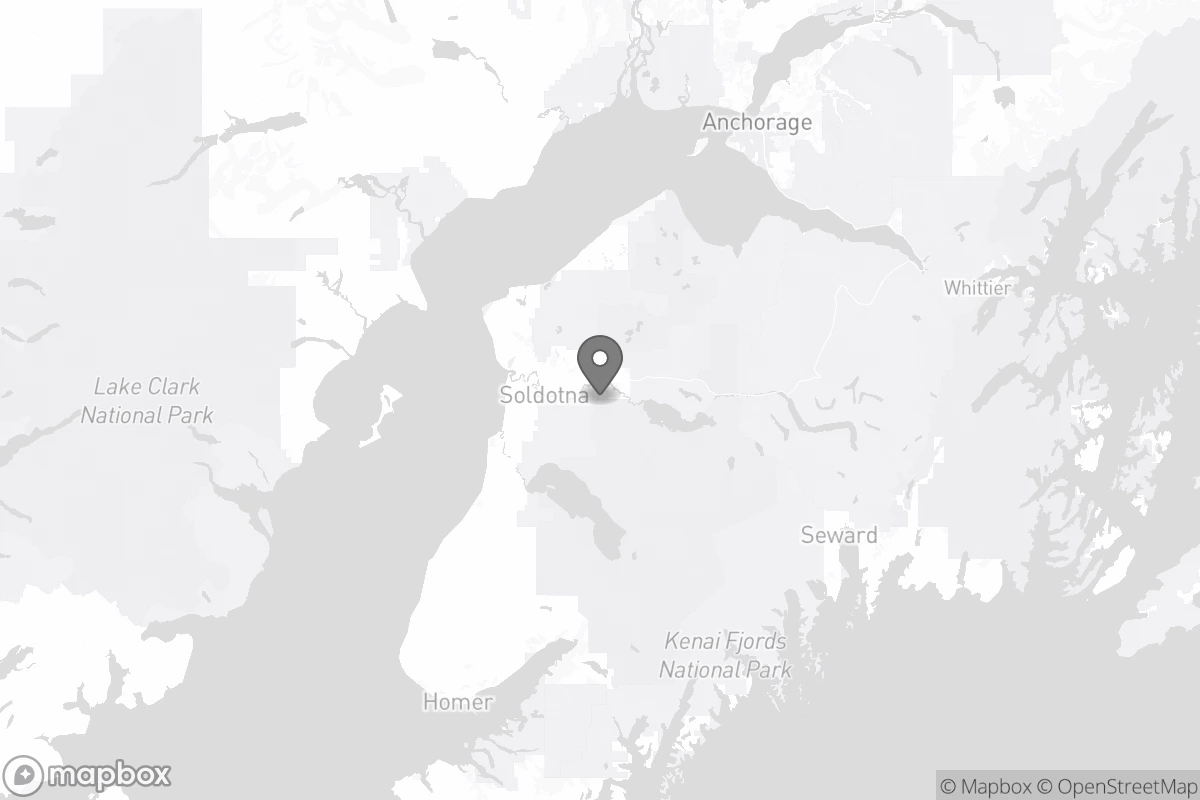 Anchorage
Whittier
Lake Clark
National Park
Soldotna
Seward
Kenai Fjords
National Park
Homer
mapbox
© Mapbox © OpenStreetMap